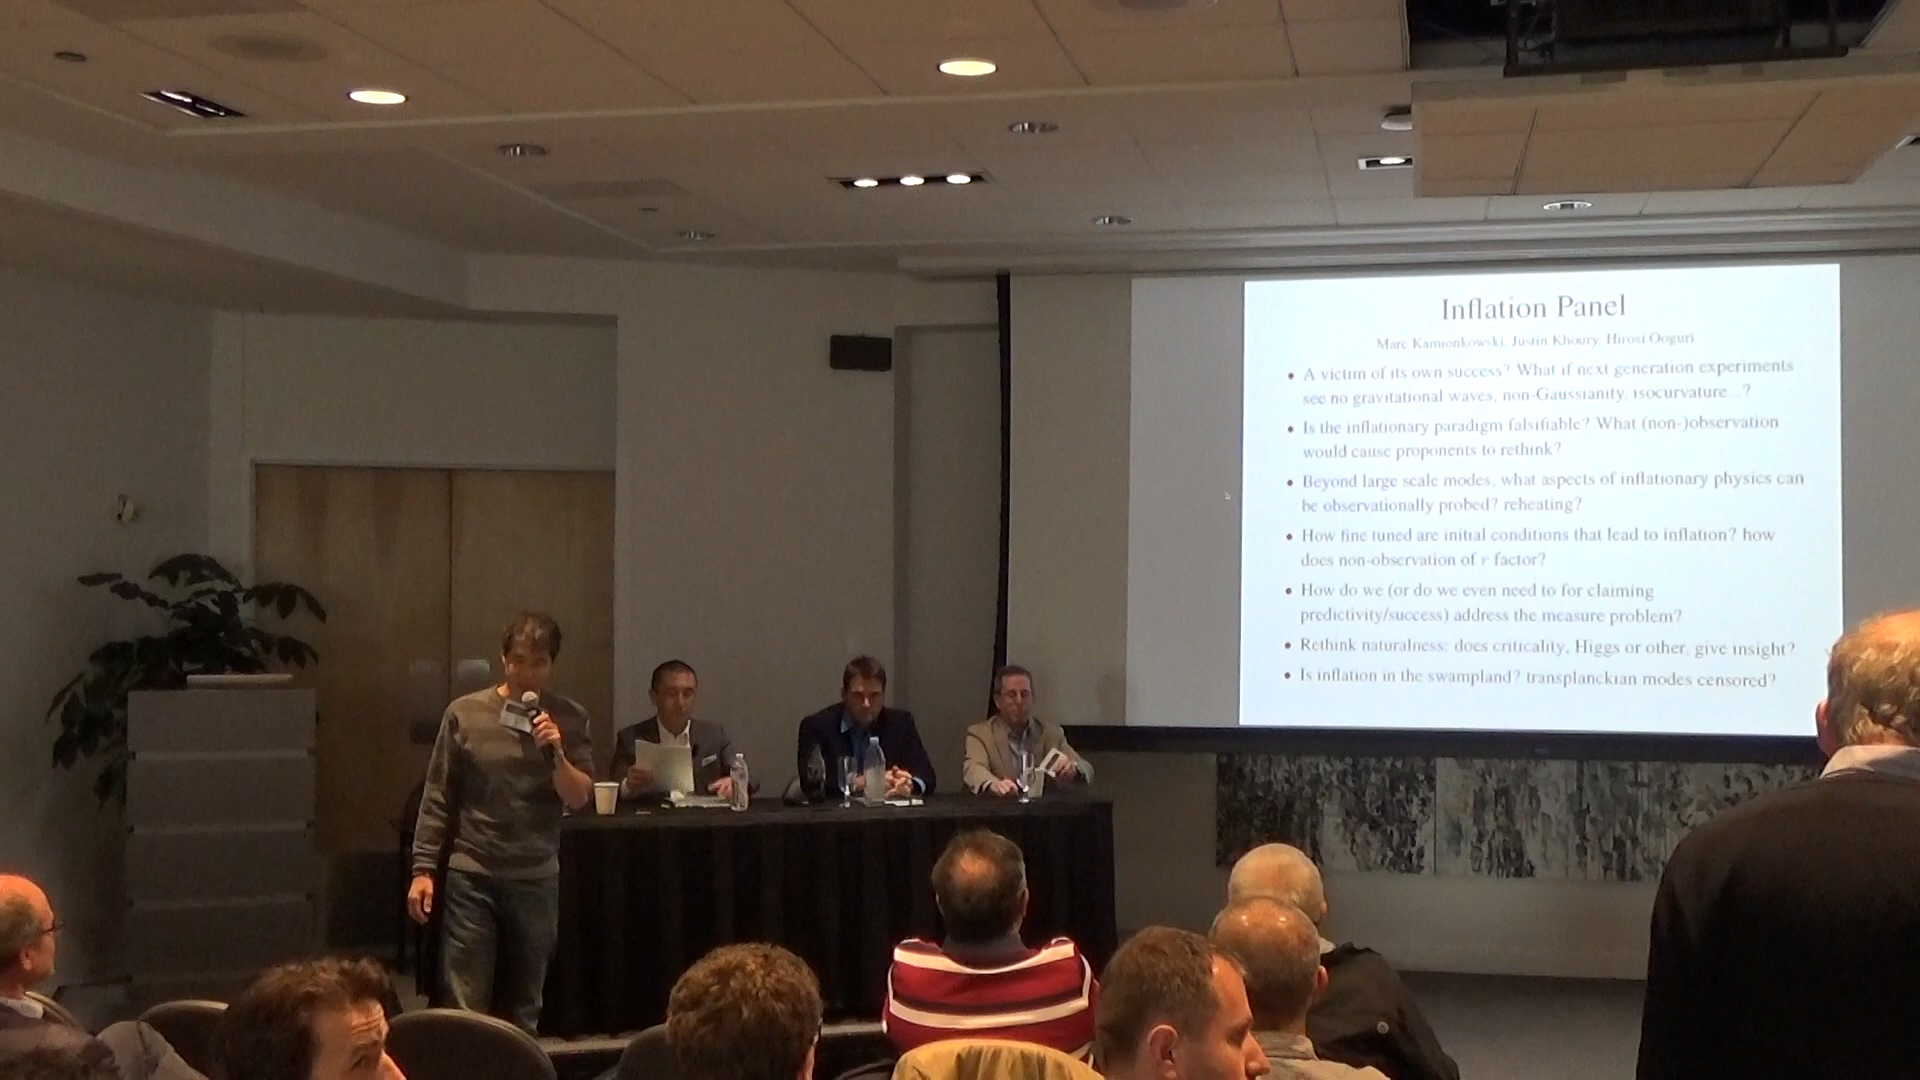 Inflation Panel
Marc Kamionkowski, Justin Khoury, Hirosi Ooguri
• A victim of its own success? What if next generation experiments
see no gravitational waves, non-Gaussianity, isocurvature...?
• Is the inflationary paradigm falsifiable? What (non-)observation
would cause proponents to rethink?
• Beyond large scale modes, what aspects of inflationary physics can
be observationally probed? reheating?
• How fine tuned are initial conditions that lead to inflation? how
does non-observation of r factor?
• How do we (or do we even need to for claiming
predictivity/success) address the measure problem?
• Rethink naturalness: does criticality, Higgs or other, give insight?
• Is inflation in the swampland? transplanckian modes censored?